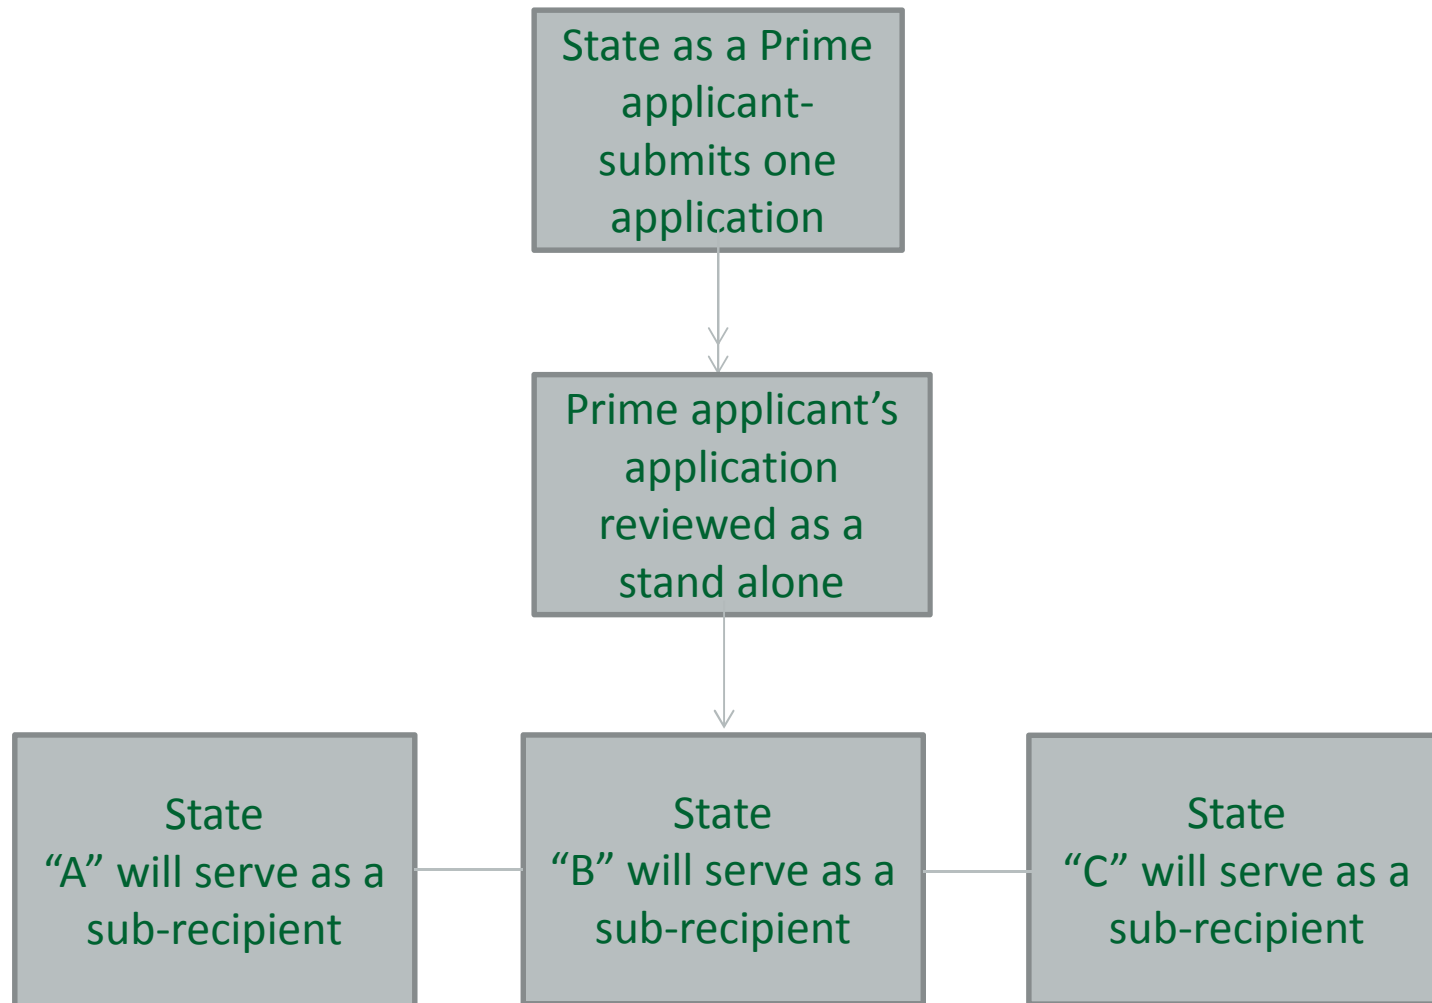 State as a Prime
applicant-
submits one
application
Prime applicant’s
application
reviewed as a
stand alone
State
“A” will serve as a
sub-recipient
State
“B” will serve as a
sub-recipient
State
“C” will serve as a
sub-recipient